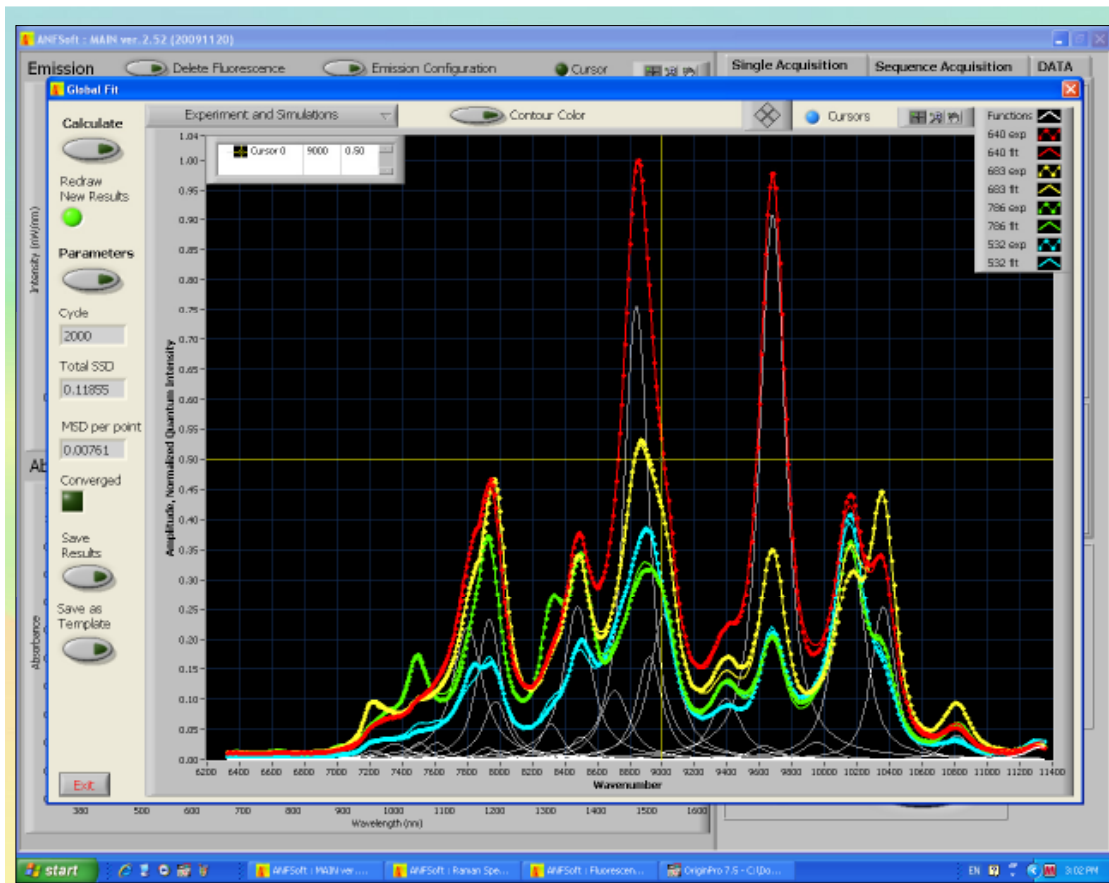 ANFSoft : MAIN ver.2.52 (20091120)
Emission
Delete Fluorescence
Emission Configuration
Cursor
Single Acquisition
Sequence Acquisition
DATA
Global Fit
Calculate
Redraw
New Results
Parameters
Cycle
2000
Total SSD
0.11855
MSD per point
0.00761
Converged
Save
Results
Save as
Template
Exit
Experiment and Simulations
Contour Color
Cursors
Cursor 0 9000 0.50
Functions
640 exp
640 fit
683 exp
683 fit
786 exp
786 fit
532 exp
532 fit
Amplitude, Normalized Quantum Intensity
1.04
1.00
0.95
0.90
0.85
0.80
0.75
0.70
0.65
0.60
0.55
0.50
0.45
0.40
0.35
0.30
0.25
0.20
0.15
0.10
0.05
0.00
6200 6400 6600 6800 7000 7200 7400 7600 7800 8000 8200 8400 8600 8800 9000 9200 9400 9600 9800 10000 10200 10400 10600 10800 11000 11200 11400
Wavenumber
Intensity (nW/nm)
Ab
Absorbance
380 500 600 700 800 900 1000 1100 1200 1300 1400 1500 1600
Wavelength (nm)
start
ANFSoft : MAIN ver....
ANFSoft : Raman Spe...
ANFSoft : Fluorescen...
OriginPro 7.5 - C:\Do...
EN
3:02 PM